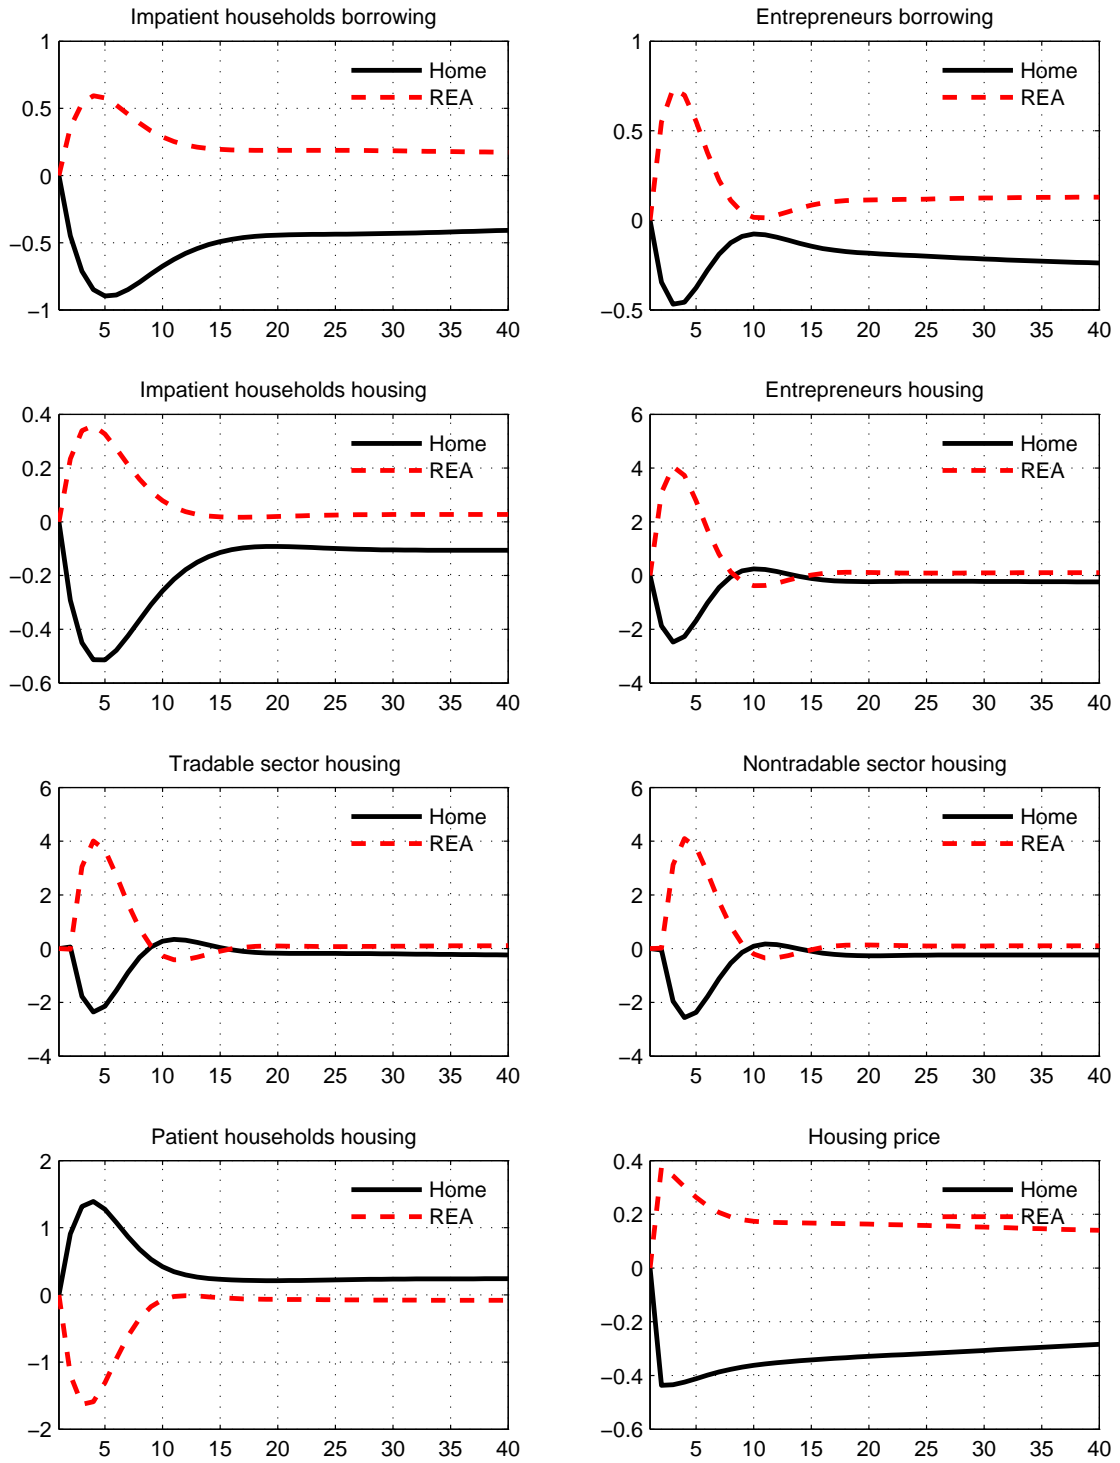 Impatient households borrowing
1
0.5
0
−0.5
−1
5 10 15 20 25 30 35 40
Home
REA
Entrepreneurs borrowing
1
0.5
0
−0.5
5 10 15 20 25 30 35 40
Home
REA
Impatient households housing
0.4
0.2
0
−0.2
−0.4
−0.6
5 10 15 20 25 30 35 40
Home
REA
Entrepreneurs housing
6
4
2
0
−2
−4
5 10 15 20 25 30 35 40
Home
REA
Tradable sector housing
6
4
2
0
−2
−4
5 10 15 20 25 30 35 40
Home
REA
Nontradable sector housing
6
4
2
0
−2
−4
5 10 15 20 25 30 35 40
Home
REA
Patient households housing
2
1
0
−1
−2
5 10 15 20 25 30 35 40
Home
REA
Housing price
0.4
0.2
0
−0.2
−0.4
−0.6
5 10 15 20 25 30 35 40
Home
REA